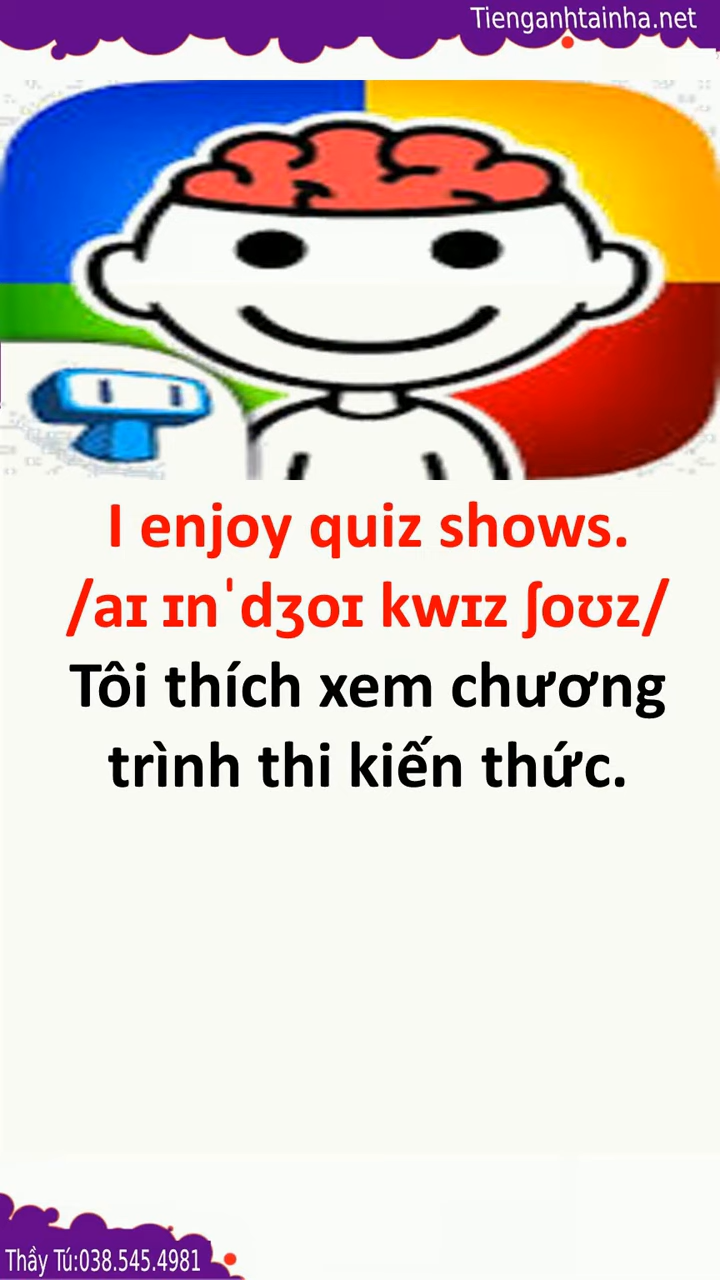 Tienganhtainha.net
I enjoy quiz shows.
/aɪ ɪnˈdʒoɪ kwɪz ʃoʊz/
Tôi thích xem chương
trình thi kiến thức.
Thầy Tú:038.545.4981